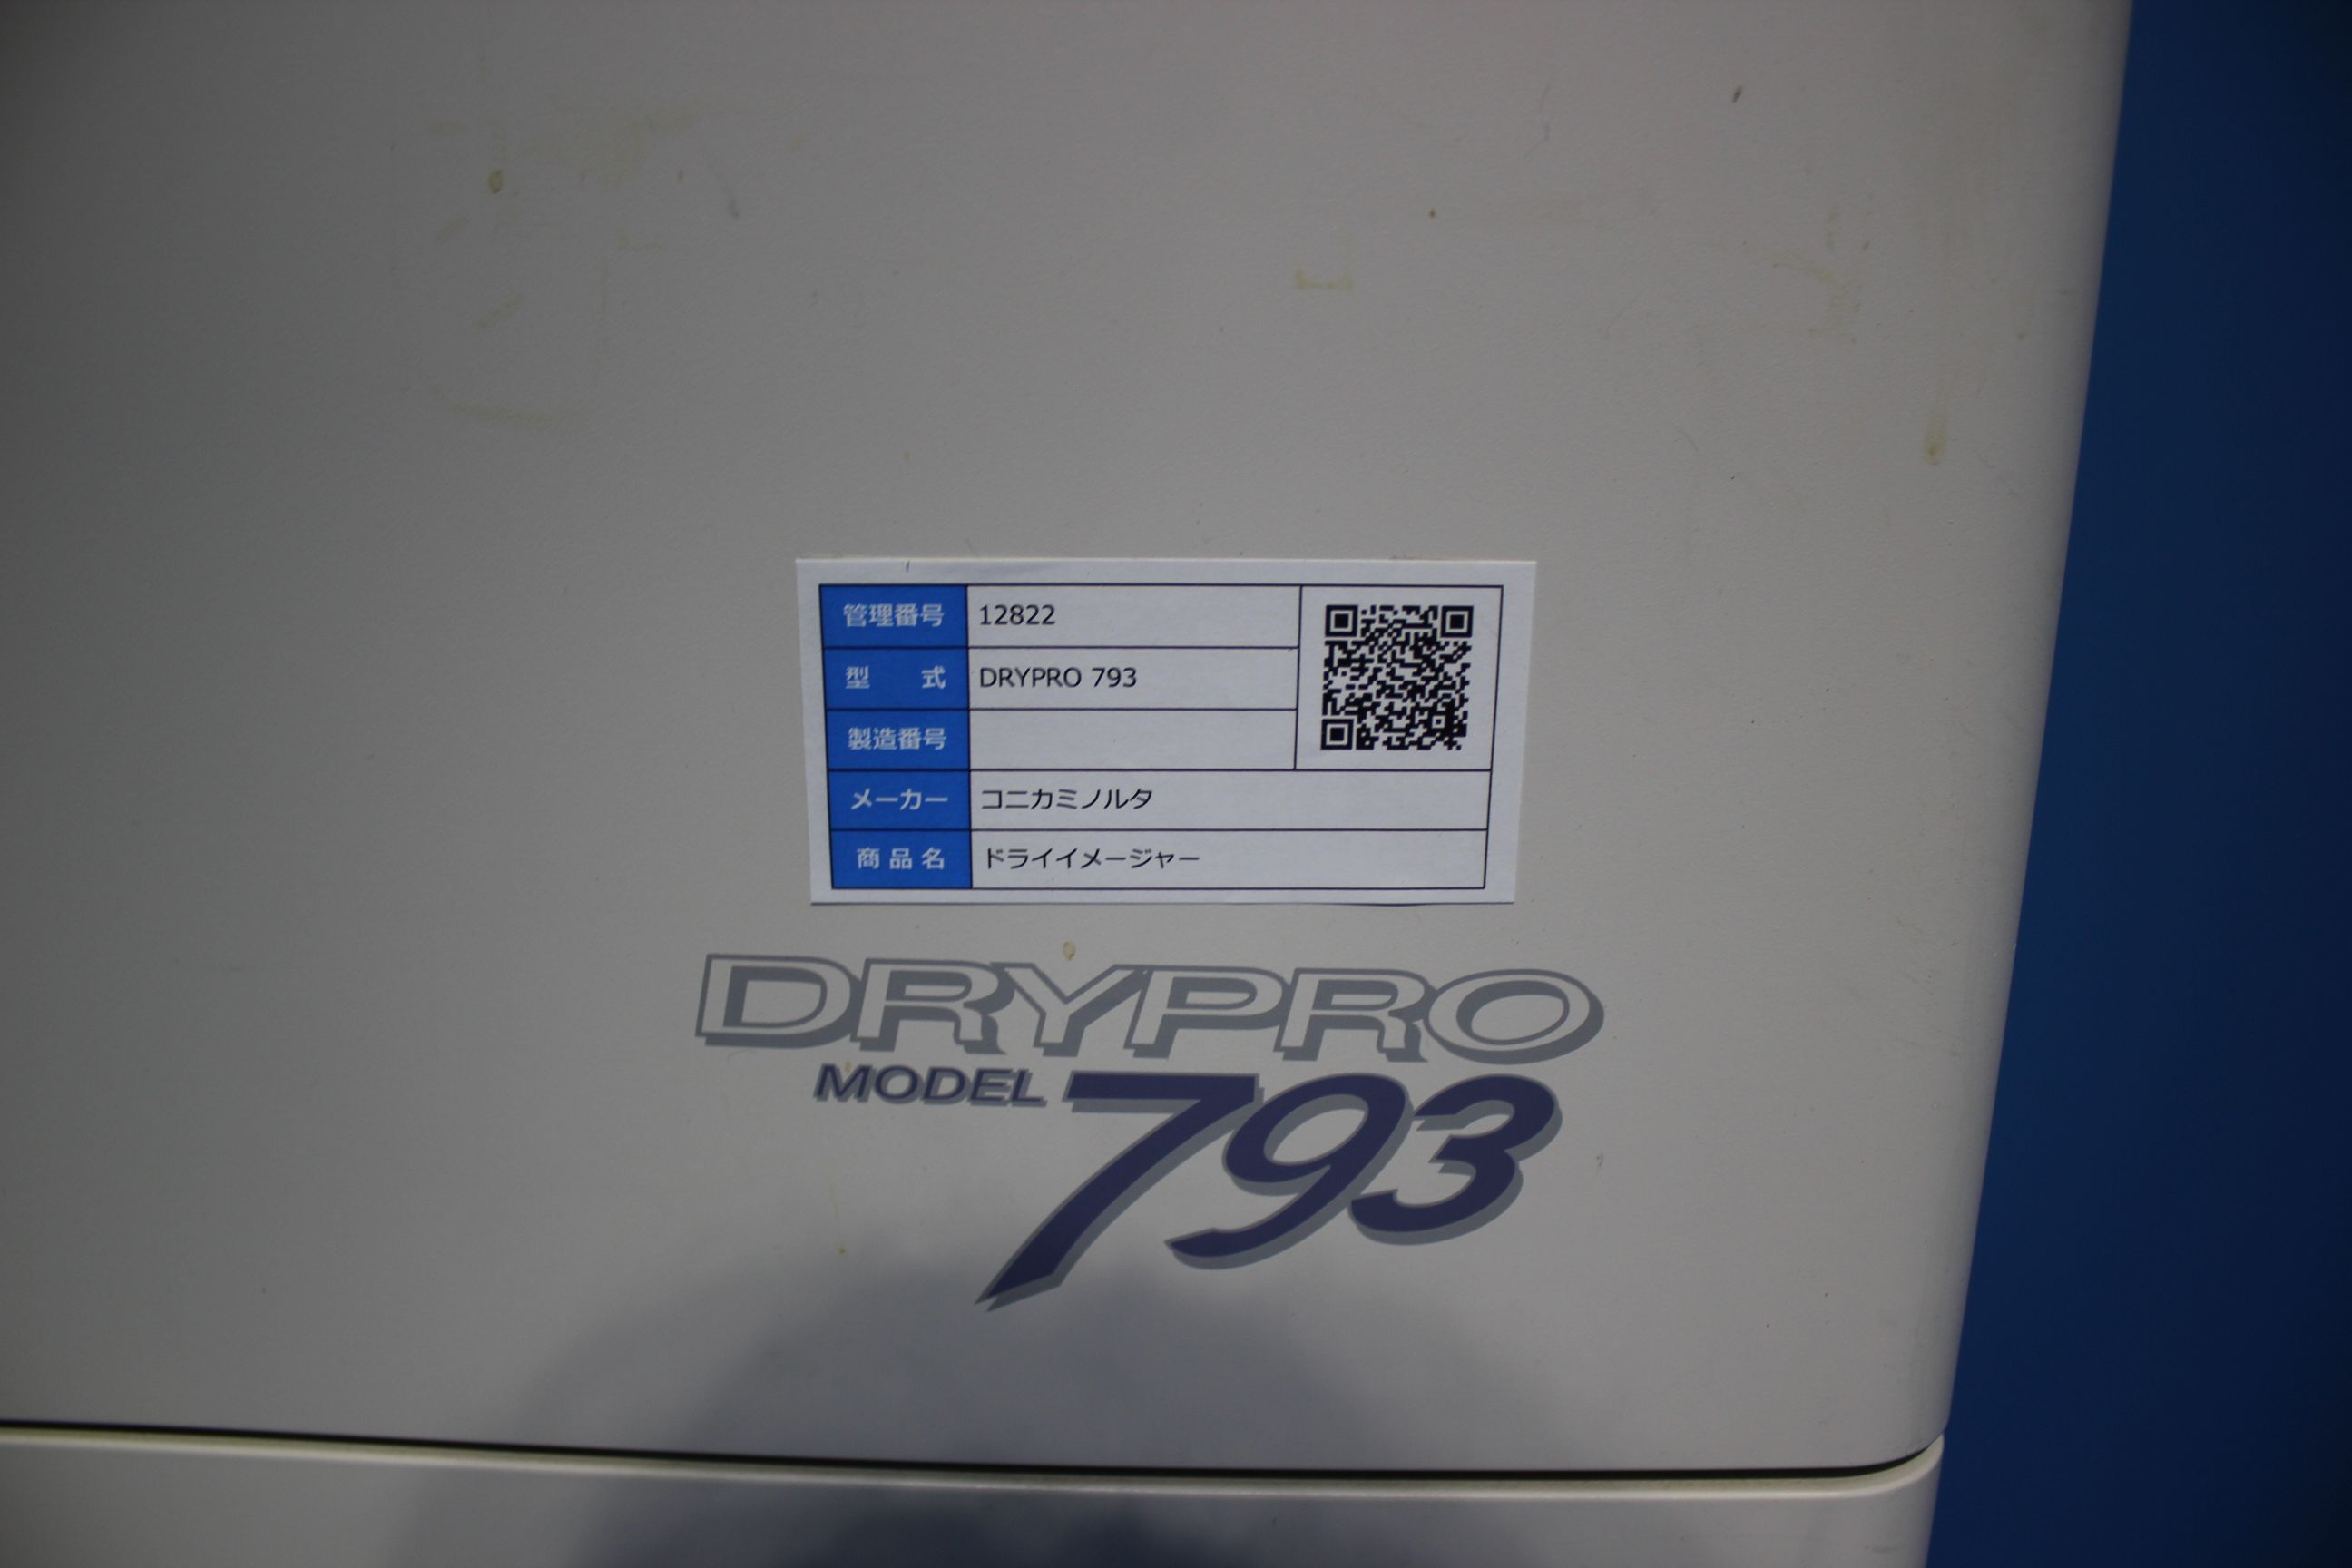 管理番号 12822
型 式 DRYPRO 793
製造番号
メーカー コニカミノルタ
商品名 ドライイメージャー
DRYPRO
MODEL 793